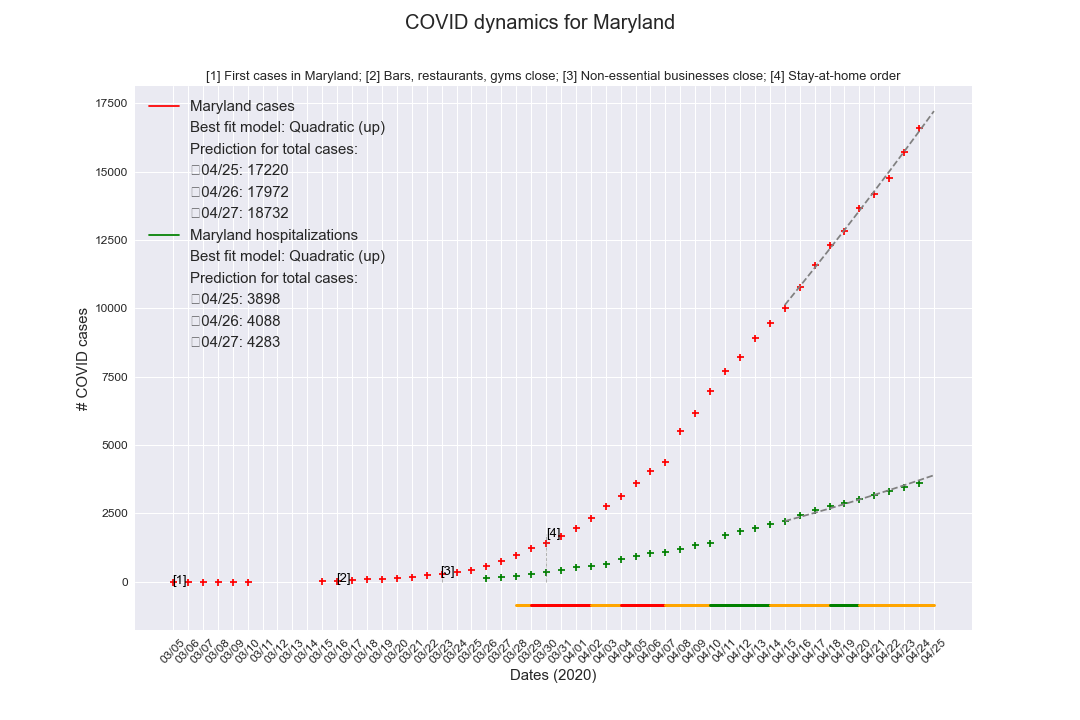 COVID dynamics for Maryland
[1] First cases in Maryland; [2] Bars, restaurants, gyms close; [3] Non-essential businesses close; [4] Stay-at-home order
Maryland cases
Best fit model: Quadratic (up)
Prediction for total cases:
04/25: 17220
04/26: 17972
04/27: 18732
Maryland hospitalizations
Best fit model: Quadratic (up)
Prediction for total cases:
04/25: 3898
04/26: 4088
04/27: 4283
# COVID cases
17500
15000
12500
10000
7500
5000
2500
0
[1]
[2]
[3]
[4]
03/05 03/06 03/07 03/08 03/09 03/10 03/11 03/12 03/13 03/14 03/15 03/16 03/17 03/18 03/19 03/20 03/21 03/22 03/23 03/24 03/25 03/26 03/27 03/28 03/29 03/30 03/31 04/01 04/02 04/03 04/04 04/05 04/06 04/07 04/08 04/09 04/10 04/11 04/12 04/13 04/14 04/15 04/16 04/17 04/18 04/19 04/20 04/21 04/22 04/23 04/24 04/25
Dates (2020)